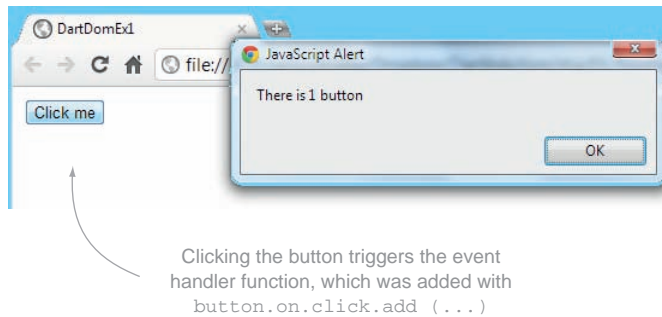 DartDomEx1
file://
JavaScript Alert
There is 1 button
OK
Click me
Clicking the button triggers the event
handler function, which was added with
button.on.click.add (...)